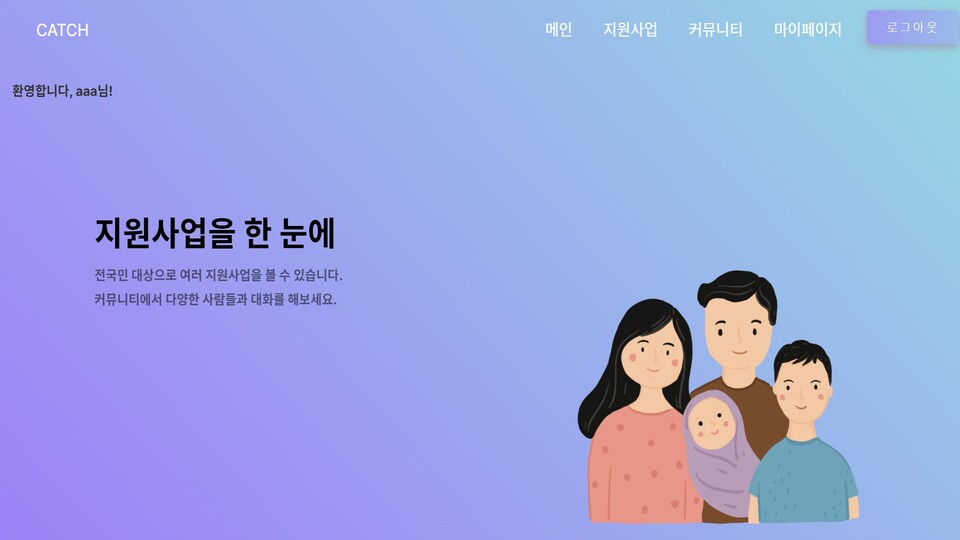 CATCH
메인 지원사업 커뮤니티 마이페이지 로그아웃
환영합니다, aaa님!
지원사업을 한 눈에
전국민 대상으로 여러 지원사업을 볼 수 있습니다.
커뮤니티에서 다양한 사람들과 대화를 해보세요.